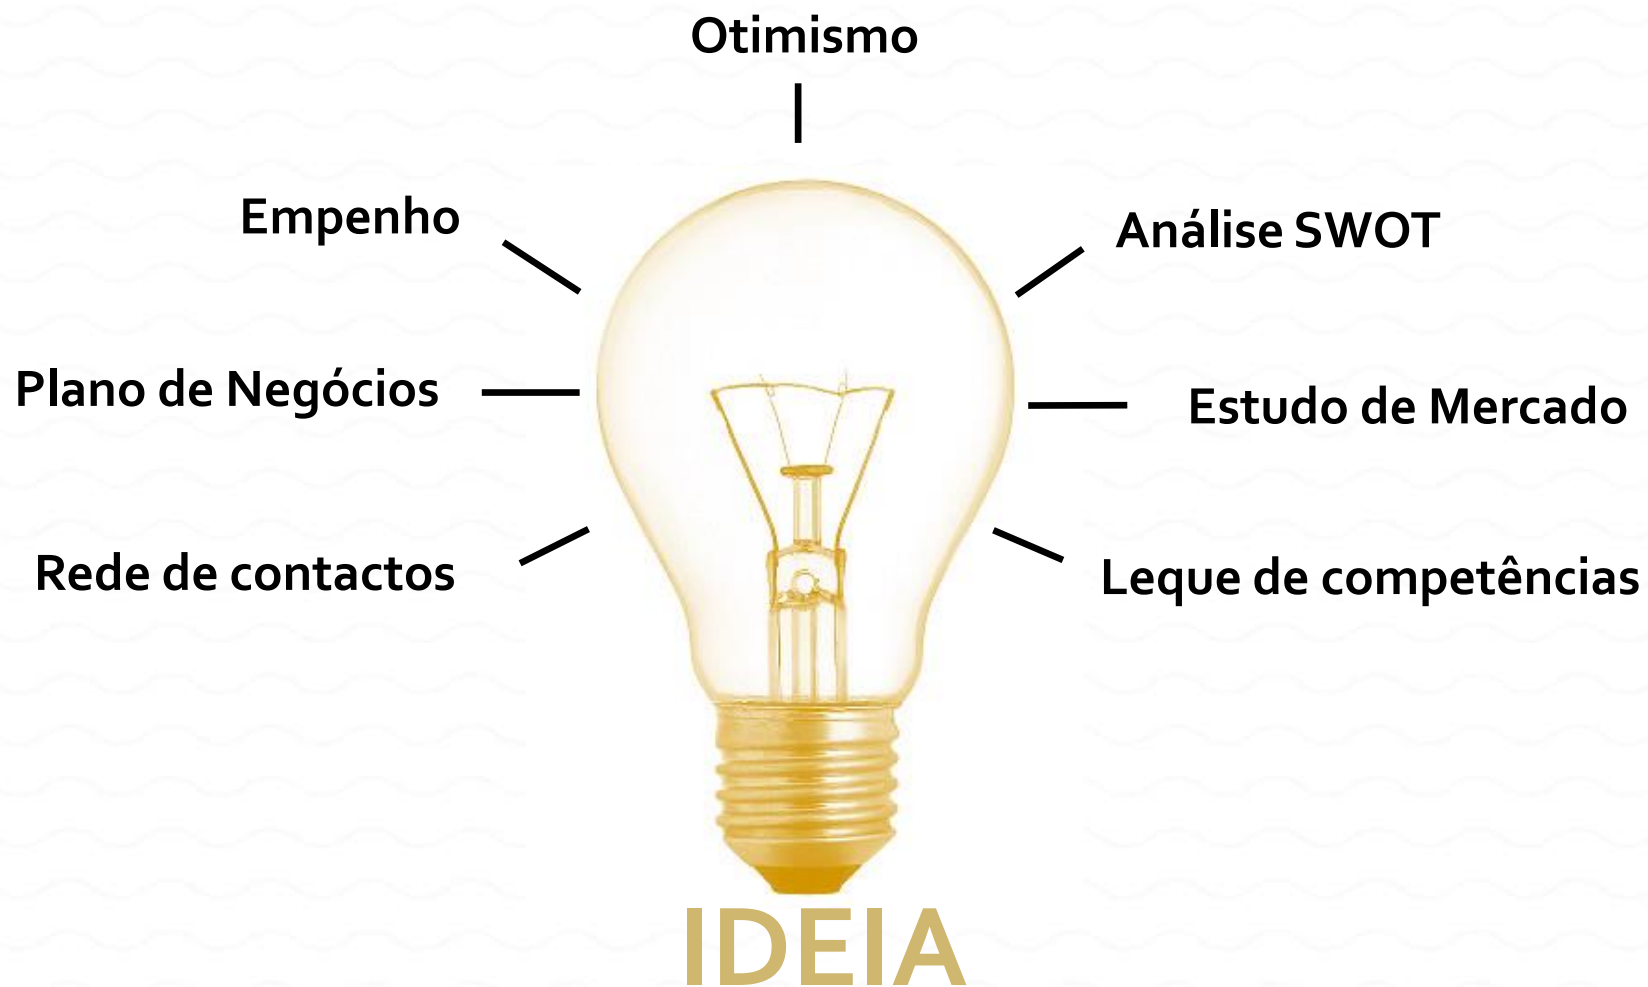 Otimismo
Empenho
Análise SWOT
Plano de Negócios
Estudo de Mercado
Rede de contactos
Leque de competências
IDEIA